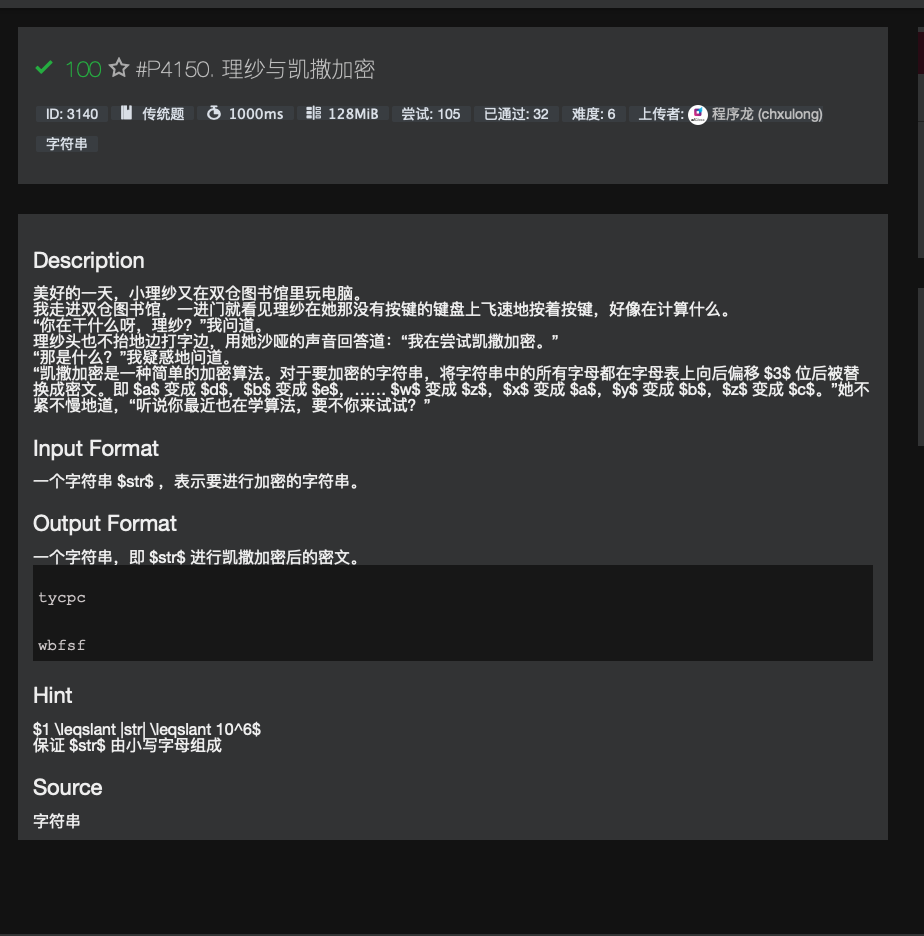 100 #P4150. 理纱与凯撒加密
ID: 3140 传统题 1000ms 128MiB 尝试: 105 已通过: 32 难度: 6 上传者: 程序龙 (chxulong)
字符串
Description
美好的一天，小理纱又在双仓图书馆里玩电脑。
我走进双仓图书馆，一进门就看见理纱在她那没有按键的键盘上飞速地按着按键，好像在计算什么。
“你在干什么呀，理纱？”我问道。
理纱头也不抬地边打字边，用她沙哑的声音回答道：“我在尝试凯撒加密。”
“那是什么？”我疑惑地问道。
“凯撒加密是一种简单的加密算法。对于要加密的字符串，将字符串中的所有字母都在字母表上向后偏移 $3$ 位后被替
换成密文。即 $a$ 变成 $d$，$b$ 变成 $e$，…… $w$ 变成 $z$，$x$ 变成 $a$，$y$ 变成 $b$，$z$ 变成 $c$。”她不
紧不慢地道，“听说你最近也在学算法，要不你来试试？”
Input Format
一个字符串 $str$ ，表示要进行加密的字符串。
Output Format
一个字符串，即 $str$ 进行凯撒加密后的密文。
tycpc
wbfsf
Hint
$1 \leqslant |str| \leqslant 10^6$
保证 $str$ 由小写字母组成
Source
字符串